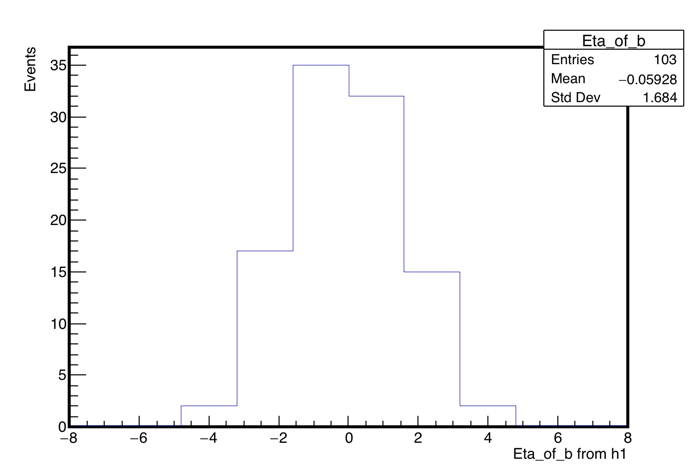 Eta_of_b
Entries 103
Mean −0.05928
Std Dev 1.684
Events
35
30
25
20
15
10
5
0
−8 −6 −4 −2 0 2 4 6 8
Eta_of_b from h1